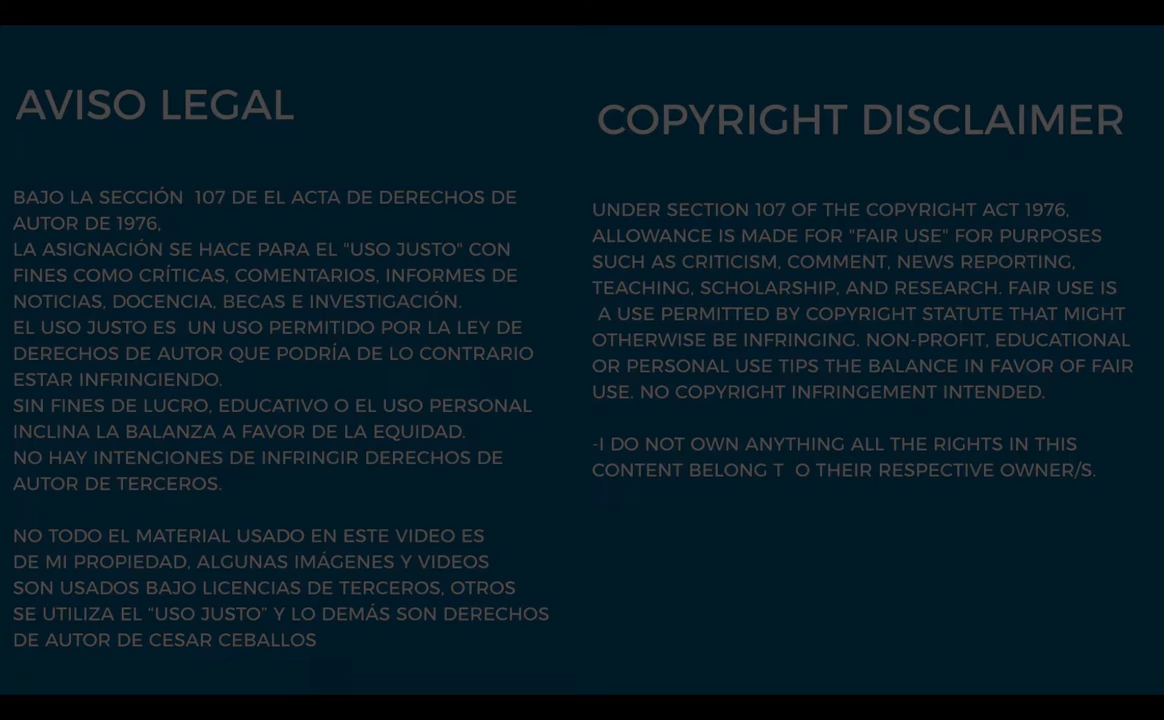 AVISO LEGAL
BAJO LA SECCIÓN 107 DE EL ACTA DE DERECHOS DE
AUTOR DE 1976,
LA ASIGNACIÓN SE HACE PARA EL "USO JUSTO" CON
FINES COMO CRÍTICAS, COMENTARIOS, INFORMES DE
NOTICIAS, DOCENCIA, BECAS E INVESTIGACIÓN.
EL USO JUSTO ES UN USO PERMITIDO POR LA LEY DE
DERECHOS DE AUTOR QUE PODRÍA DE LO CONTRARIO
ESTAR INFRINGIENDO.
SIN FINES DE LUCRO, EDUCATIVO O EL USO PERSONAL
INCLINA LA BALANZA A FAVOR DE LA EQUIDAD.
NO HAY INTENCIONES DE INFRINGIR DERECHOS DE
AUTOR DE TERCEROS.
NO TODO EL MATERIAL USADO EN ESTE VIDEO ES
DE MI PROPIEDAD, ALGUNAS IMÁGENES Y VIDEOS
SON USADOS BAJO LICENCIAS DE TERCEROS, OTROS
SE UTILIZA EL “USO JUSTO” Y LO DEMÁS SON DERECHOS
DE AUTOR DE CESAR CEBALLOS
COPYRIGHT DISCLAIMER
UNDER SECTION 107 OF THE COPYRIGHT ACT 1976,
ALLOWANCE IS MADE FOR "FAIR USE" FOR PURPOSES
SUCH AS CRITICISM, COMMENT, NEWS REPORTING,
TEACHING, SCHOLARSHIP, AND RESEARCH. FAIR USE IS
A USE PERMITTED BY COPYRIGHT STATUTE THAT MIGHT
OTHERWISE BE INFRINGING. NON-PROFIT, EDUCATIONAL
OR PERSONAL USE TIPS THE BALANCE IN FAVOR OF FAIR
USE. NO COPYRIGHT INFRINGEMENT INTENDED.
-I DO NOT OWN ANYTHING ALL THE RIGHTS IN THIS
CONTENT BELONG T O THEIR RESPECTIVE OWNER/S.